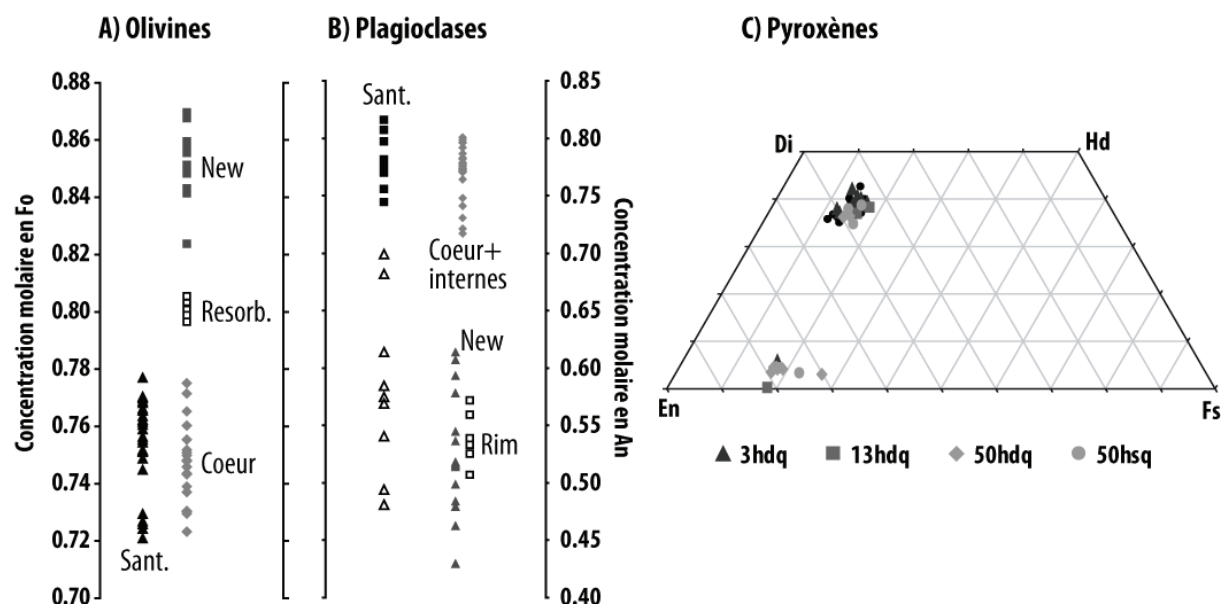 A) Olivines
B) Plagioclases
C) Pyroxènes
Concentration molaire en Fo
0.88
0.86
0.84
0.82
0.80
0.78
0.76
0.74
0.72
0.70
New
Resorb.
Coeur
Sant.
Sant.
Coeur+
internes
New
Rim
0.85
0.80
0.75
0.70
0.65
0.60
0.55
0.50
0.45
0.40
Concentration molaire en An
Di
Hd
En
Fs
3hdq
13hdq
50hdq
50hsq